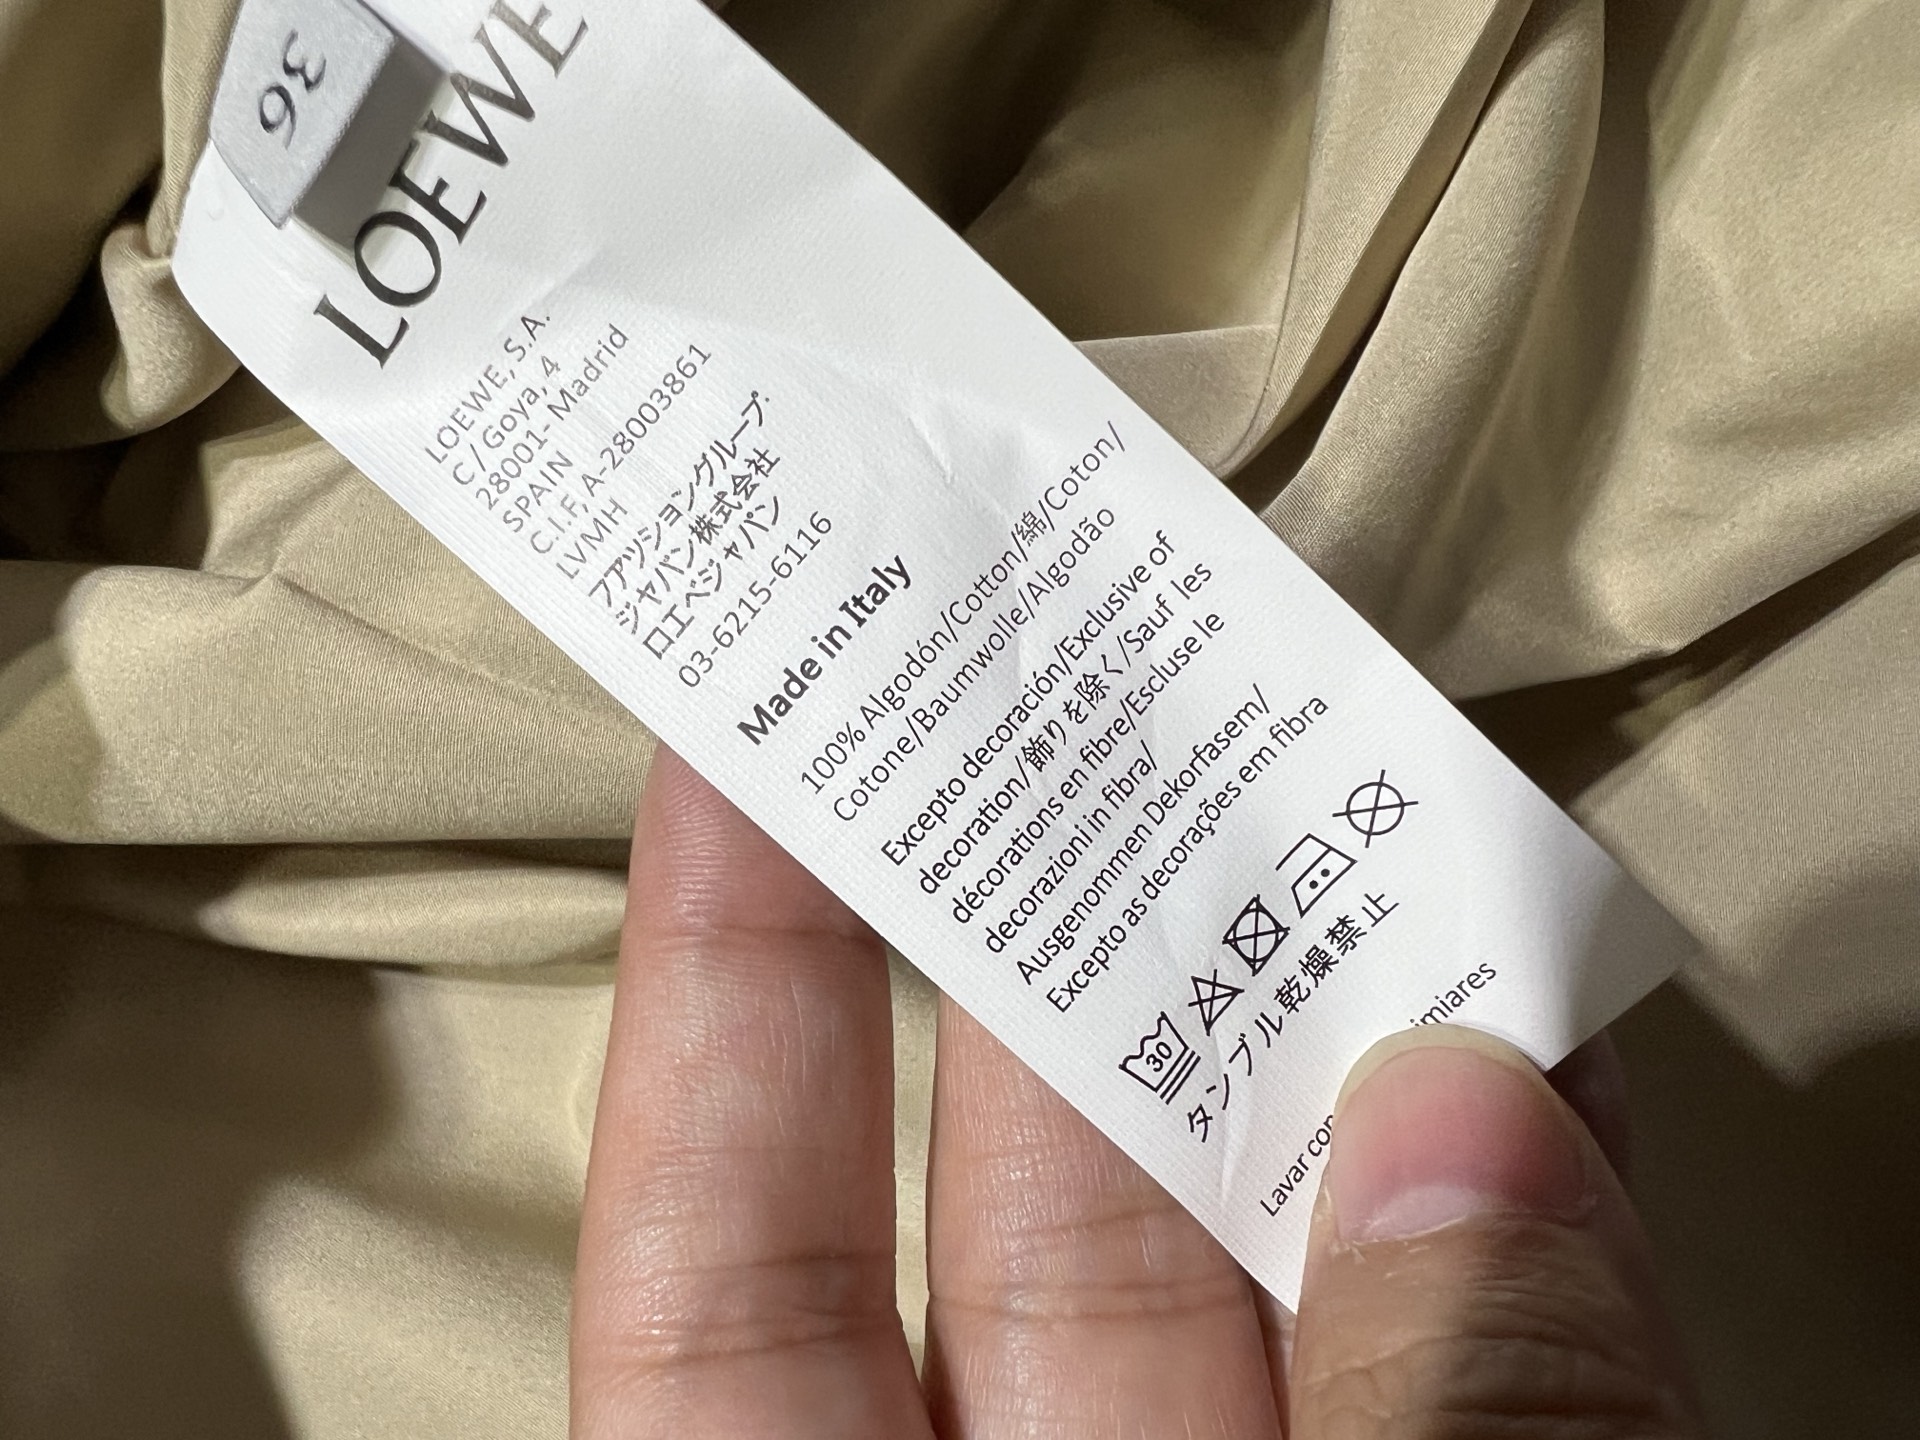 36
LOEWE
LOEWE, S.A.
C / Goya, 4
28001- Madrid
SPAIN
C.I.F, A-28003861
LVMH
ファッショングループ・
ジャパン株式会社
ロエベジャパン
03-6215-6116
Made in Italy
100% Algodón/Cotton/綿/Coton/
Cotone/Baumwolle/Algodão
Excepto decoración/Exclusive of
decoration/飾りを除く/Sauf les
décorations en fibre/Escluse le
decorazioni in fibra/
Ausgenommen Dekorfasem/
Excepto as decorações em fibra
30
タンブル乾燥禁止
Lavar con